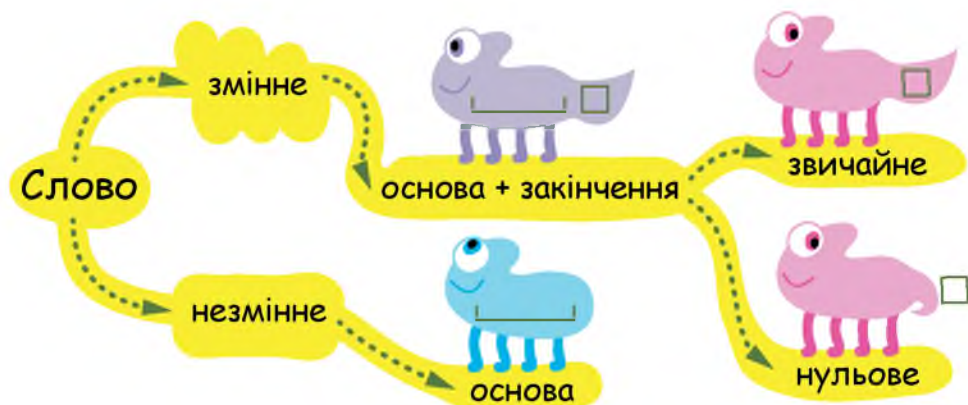 Слово
змінне
основа + закінчення
звичайне
нульове
незмінне
основа